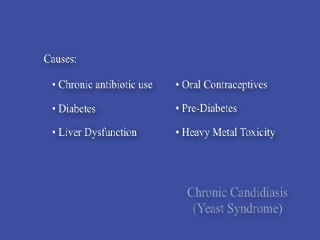 Causes:
• Chronic antibiotic use
• Oral Contraceptives
• Diabetes
• Pre-Diabetes
• Liver Dysfunction
• Heavy Metal Toxicity
Chronic Candidiasis
(Yeast Syndrome)